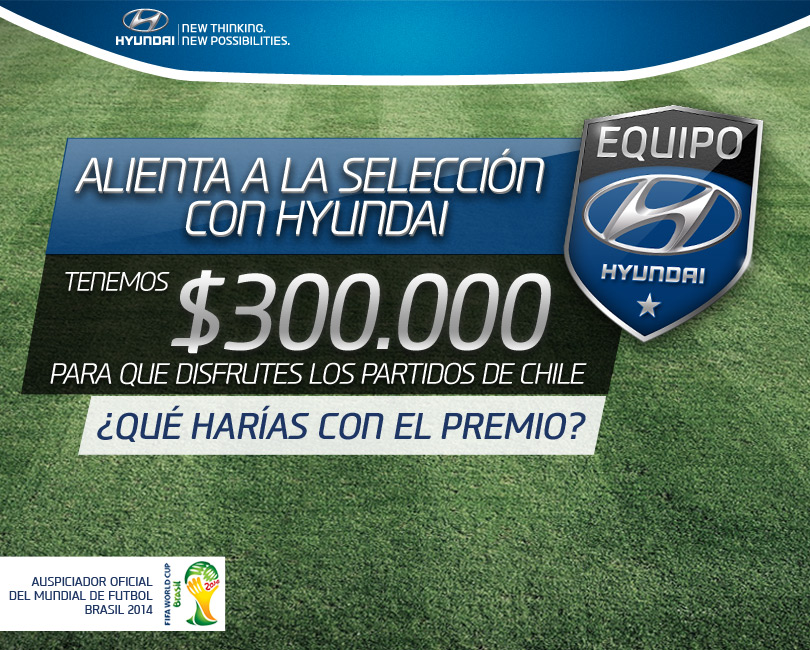 HYUNDAI
NEW THINKING.
NEW POSSIBILITIES.
EQUIPO
HYUNDAI
ALIENTA A LA SELECCIÓN
CON HYUNDAI
TENEMOS
$300.000
PARA QUE DISFRUTES LOS PARTIDOS DE CHILE
¿QUÉ HARÍAS CON EL PREMIO?
AUSPICIADOR OFICIAL
DEL MUNDIAL DE FUTBOL
BRASIL 2014
FIFA WORLD CUP
Brasil
2014